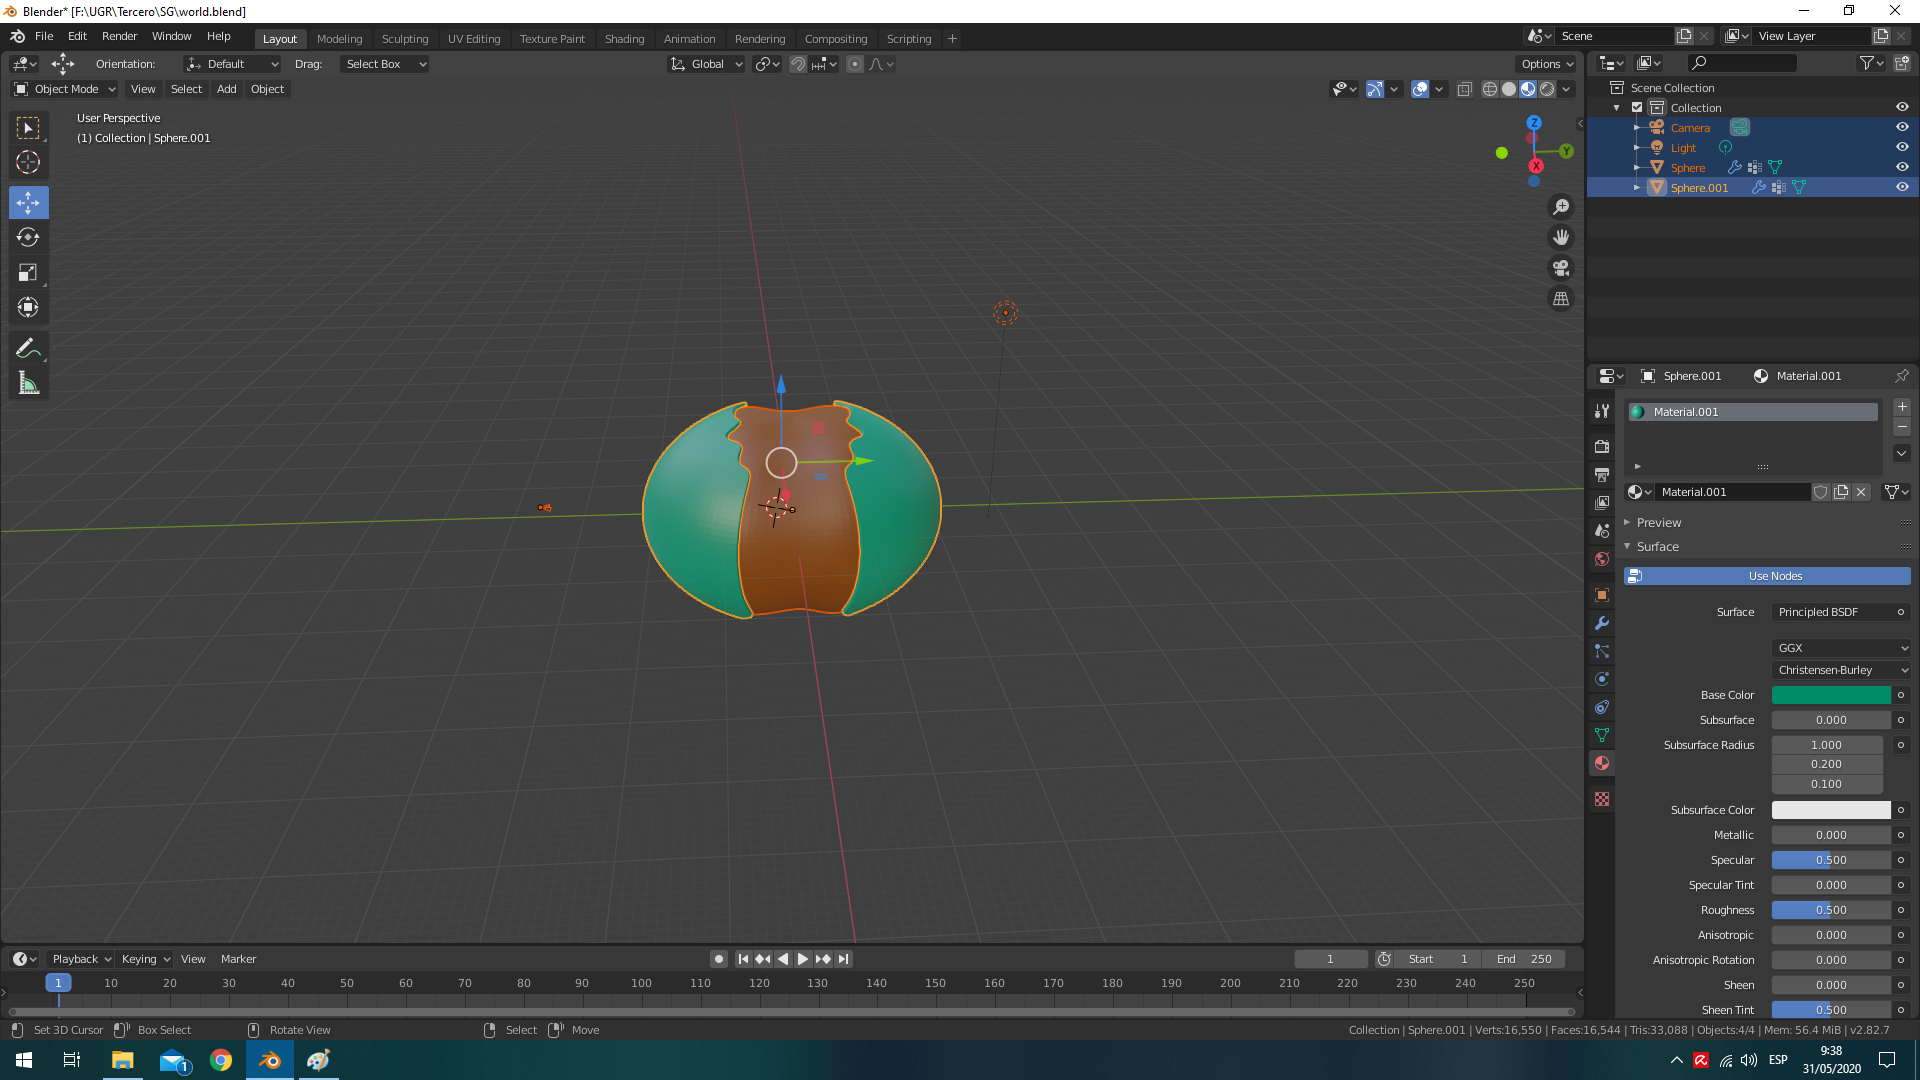 Blender* [F:\UGR\Tercero\SG\world.blend]
File Edit Render Window Help
Layout Modeling Sculpting UV Editing Texture Paint Shading Animation Rendering Compositing Scripting
Scene
View Layer
Orientation: Default Drag: Select Box
Global
Options
Object Mode View Select Add Object
User Perspective
(1) Collection | Sphere.001
Z
Y
X
Scene Collection
Collection
Camera
Light
Sphere
Sphere.001
Sphere.001 Material.001
Material.001
Material.001
Preview
Surface
Use Nodes
Surface Principled BSDF
GGX
Christensen-Burley
Base Color
Subsurface 0.000
Subsurface Radius 1.000
0.200
0.100
Subsurface Color
Metallic 0.000
Specular 0.500
Specular Tint 0.000
Roughness 0.500
Anisotropic 0.000
Anisotropic Rotation 0.000
Sheen 0.000
Sheen Tint 0.500
Playback Keying View Marker
1 Start 1 End 250
1 10 20 30 40 50 60 70 80 90 100 110 120 130 140 150 160 170 180 190 200 210 220 230 240 250
Set 3D Cursor Box Select Rotate View Select Move
Collection | Sphere.001 | Verts:16,550 | Faces:16,544 | Tris:33,088 | Objects:4/4 | Mem: 56.4 MiB | v2.82.7
1
ESP
9:38
31/05/2020